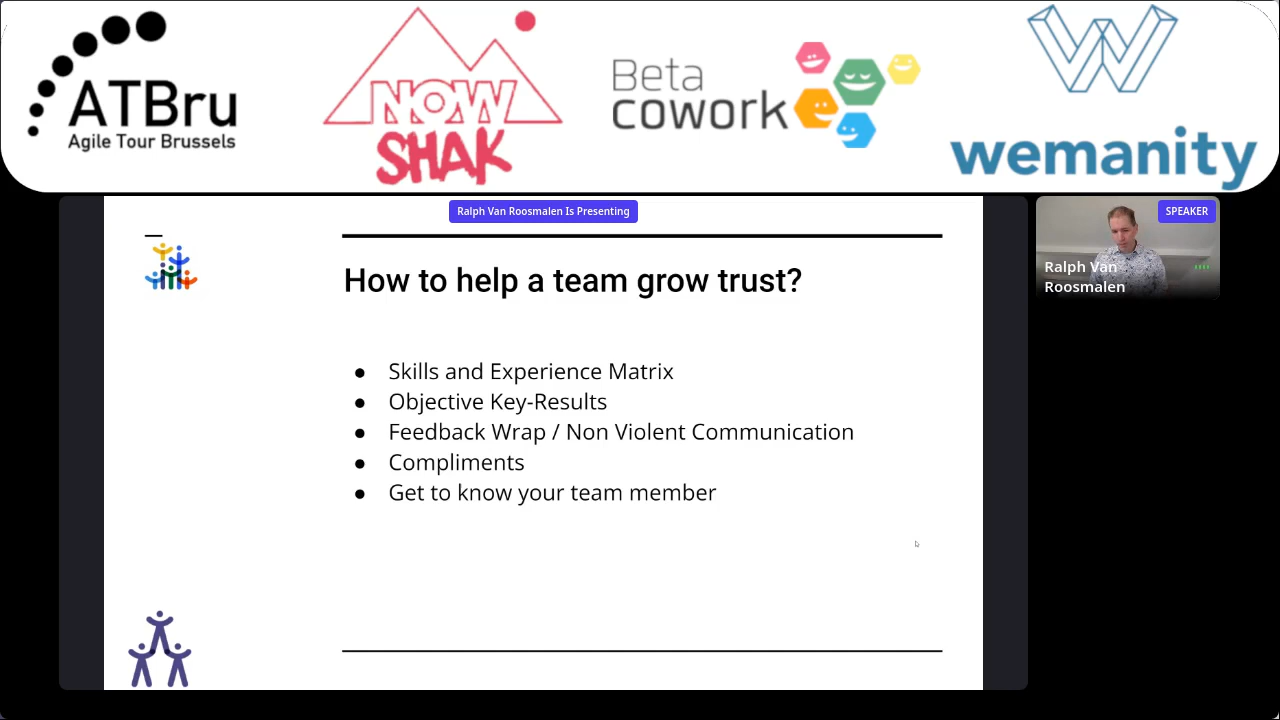 ATBru
Agile Tour Brussels
NOW
SHAK
Beta
cowork
wemanity
Ralph Van Roosmalen Is Presenting
SPEAKER
Ralph Van
Roosmalen
How to help a team grow trust?
● Skills and Experience Matrix
● Objective Key-Results
● Feedback Wrap / Non Violent Communication
● Compliments
● Get to know your team member